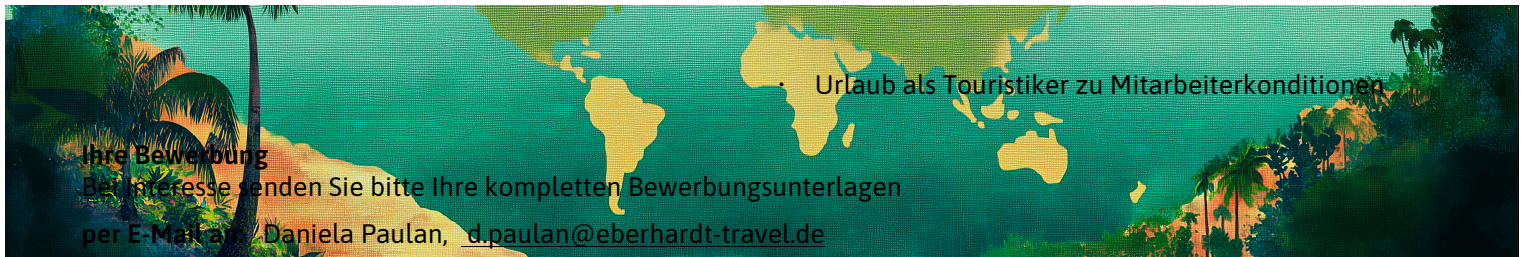 • Urlaub als Touristiker zu Mitarbeiterkonditionen
Ihre Bewerbung
Bei Interesse senden Sie bitte Ihre kompletten Bewerbungsunterlagen
per E-Mail an: Daniela Paulan, d.paulan@eberhardt-travel.de